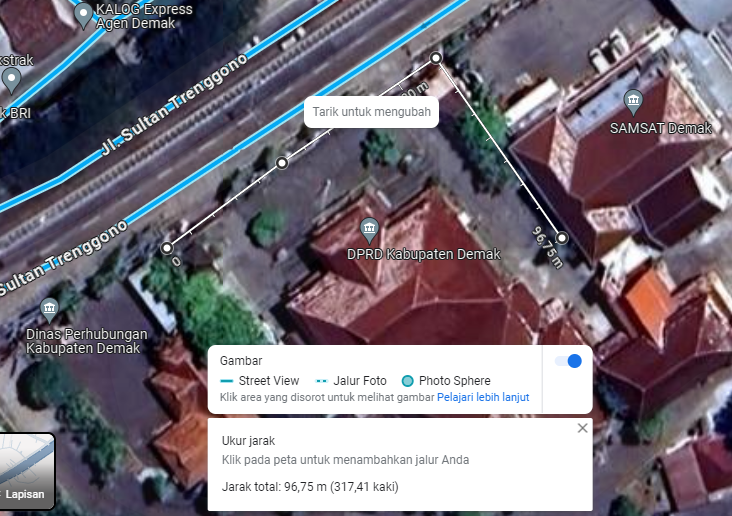 KALOG Express
Agen Demak
kstrak
k BRI
Jl. Sultan Trenggono
00 m
Tarik untuk mengubah
SAMSAT Demak
DPRD Kabupaten Demak
96,75 m
0
Sultan Trenggono
Dinas Perhubungan
Kabupaten Demak
Gambar
Street View
Jalur Foto
Photo Sphere
Klik area yang disorot untuk melihat gambar Pelajari lebih lanjut
Ukur jarak
Klik pada peta untuk menambahkan jalur Anda
Jarak total: 96,75 m (317,41 kaki)
Lapisan